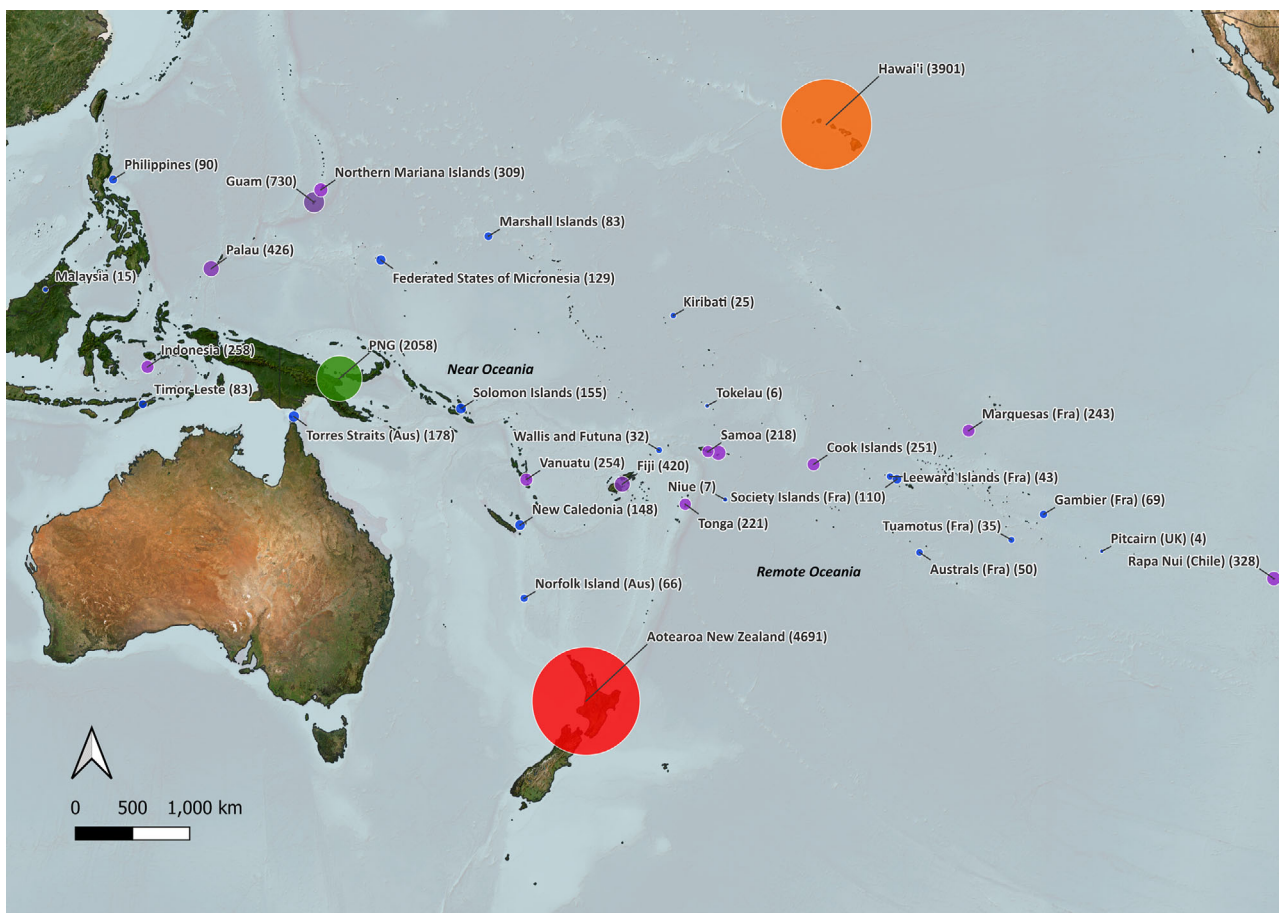 Hawai'i (3901)
Philippines (90)
Northern Mariana Islands (309)
Guam (730)
Marshall Islands (83)
Palau (426)
Malaysia (15)
Federated States of Micronesia (129)
Kiribati (25)
PNG (2058)
Indonesia (258)
Near Oceania
Timor-Leste (83)
Solomon Islands (155)
Tokelau (6)
Marquesas (Fra) (243)
Torres Straits (Aus) (178)
Wallis and Futuna (32)
Samoa (218)
Cook Islands (251)
Vanuatu (254)
Fiji (420)
Leeward Islands (Fra) (43)
Niue (7)
Society Islands (Fra) (110)
Gambier (Fra) (69)
New Caledonia (148)
Tonga (221)
Tuamotus (Fra) (35)
Pitcairn (UK) (4)
Rapa Nui (Chile) (328)
Remote Oceania
Australs (Fra) (50)
Norfolk Island (Aus) (66)
Aotearoa New Zealand (4691)
0 500 1,000 km